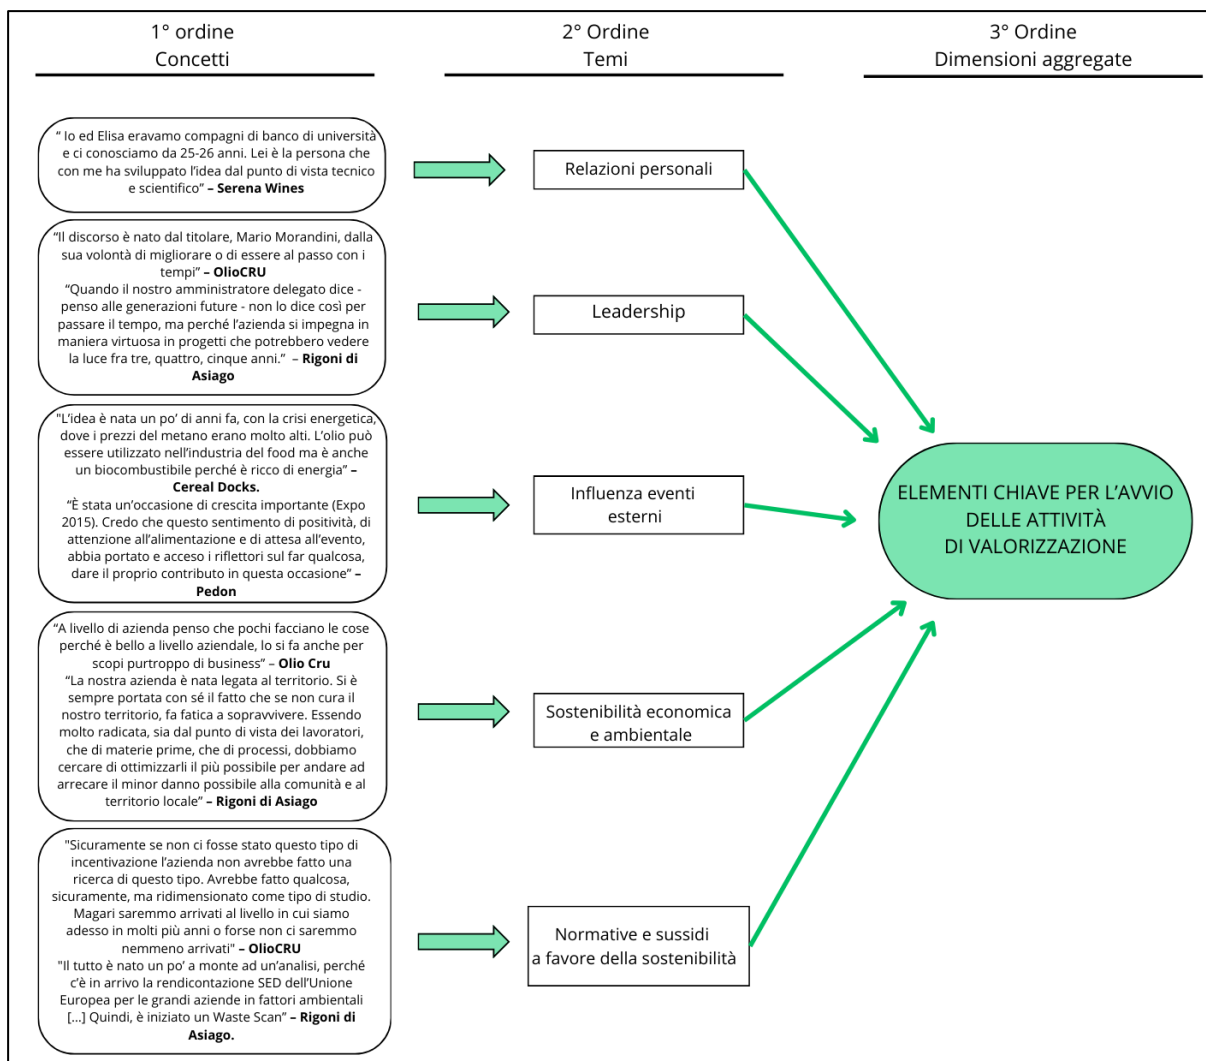 1° ordine
Concetti
2° Ordine
Temi
3° Ordine
Dimensioni aggregate
“ Io ed Elisa eravamo compagni di banco di università
e ci conosciamo da 25-26 anni. Lei è la persona che
con me ha sviluppato l’idea dal punto di vista tecnico
e scientifico” – Serena Wines
Relazioni personali
“Il discorso è nato dal titolare, Mario Morandini, dalla
sua volontà di migliorare o di essere al passo con i
tempi” – OlioCRU
“Quando il nostro amministratore delegato dice -
penso alle generazioni future - non lo dice così per
passare il tempo, ma perché l’azienda si impegna in
maniera virtuosa in progetti che potrebbero vedere
la luce fra tre, quattro, cinque anni.” – Rigoni di
Asiago
Leadership
"L’idea è nata un po’ di anni fa, con la crisi energetica,
dove i prezzi del metano erano molto alti. L’olio può
essere utilizzato nell’industria del food ma è anche
un biocombustibile perché è ricco di energia” –
Cereal Docks.
“È stata un’occasione di crescita importante (Expo
2015). Credo che questo sentimento di positività, di
attenzione all’alimentazione e di attesa all’evento,
abbia portato e acceso i riflettori sul far qualcosa,
dare il proprio contributo in questa occasione” –
Pedon
Influenza eventi
esterni
ELEMENTI CHIAVE PER L’AVVIO
DELLE ATTIVITÀ
DI VALORIZZAZIONE
“A livello di azienda penso che pochi facciano le cose
perché è bello a livello aziendale, lo si fa anche per
scopi purtroppo di business” – Olio Cru
“La nostra azienda è nata legata al territorio. Si è
sempre portata con sé il fatto che se non cura il
nostro territorio, fa fatica a sopravvivere. Essendo
molto radicata, sia dal punto di vista dei lavoratori,
che di materie prime, che di processi, dobbiamo
cercare di ottimizzarli il più possibile per andare ad
arrecare il minor danno possibile alla comunità e al
territorio locale” – Rigoni di Asiago
Sostenibilità economica
e ambientale
"Sicuramente se non ci fosse stato questo tipo di
incentivazione l’azienda non avrebbe fatto una
ricerca di questo tipo. Avrebbe fatto qualcosa,
sicuramente, ma ridimensionato come tipo di studio.
Magari saremmo arrivati al livello in cui siamo
adesso in molti più anni o forse non ci saremmo
nemmeno arrivati" – OlioCRU
"Il tutto è nato un po’ a monte ad un’analisi, perché
c’è in arrivo la rendicontazione SED dell’Unione
Europea per le grandi aziende in fattori ambientali
[...] Quindi, è iniziato un Waste Scan” – Rigoni di
Asiago.
Normative e sussidi
a favore della sostenibilità